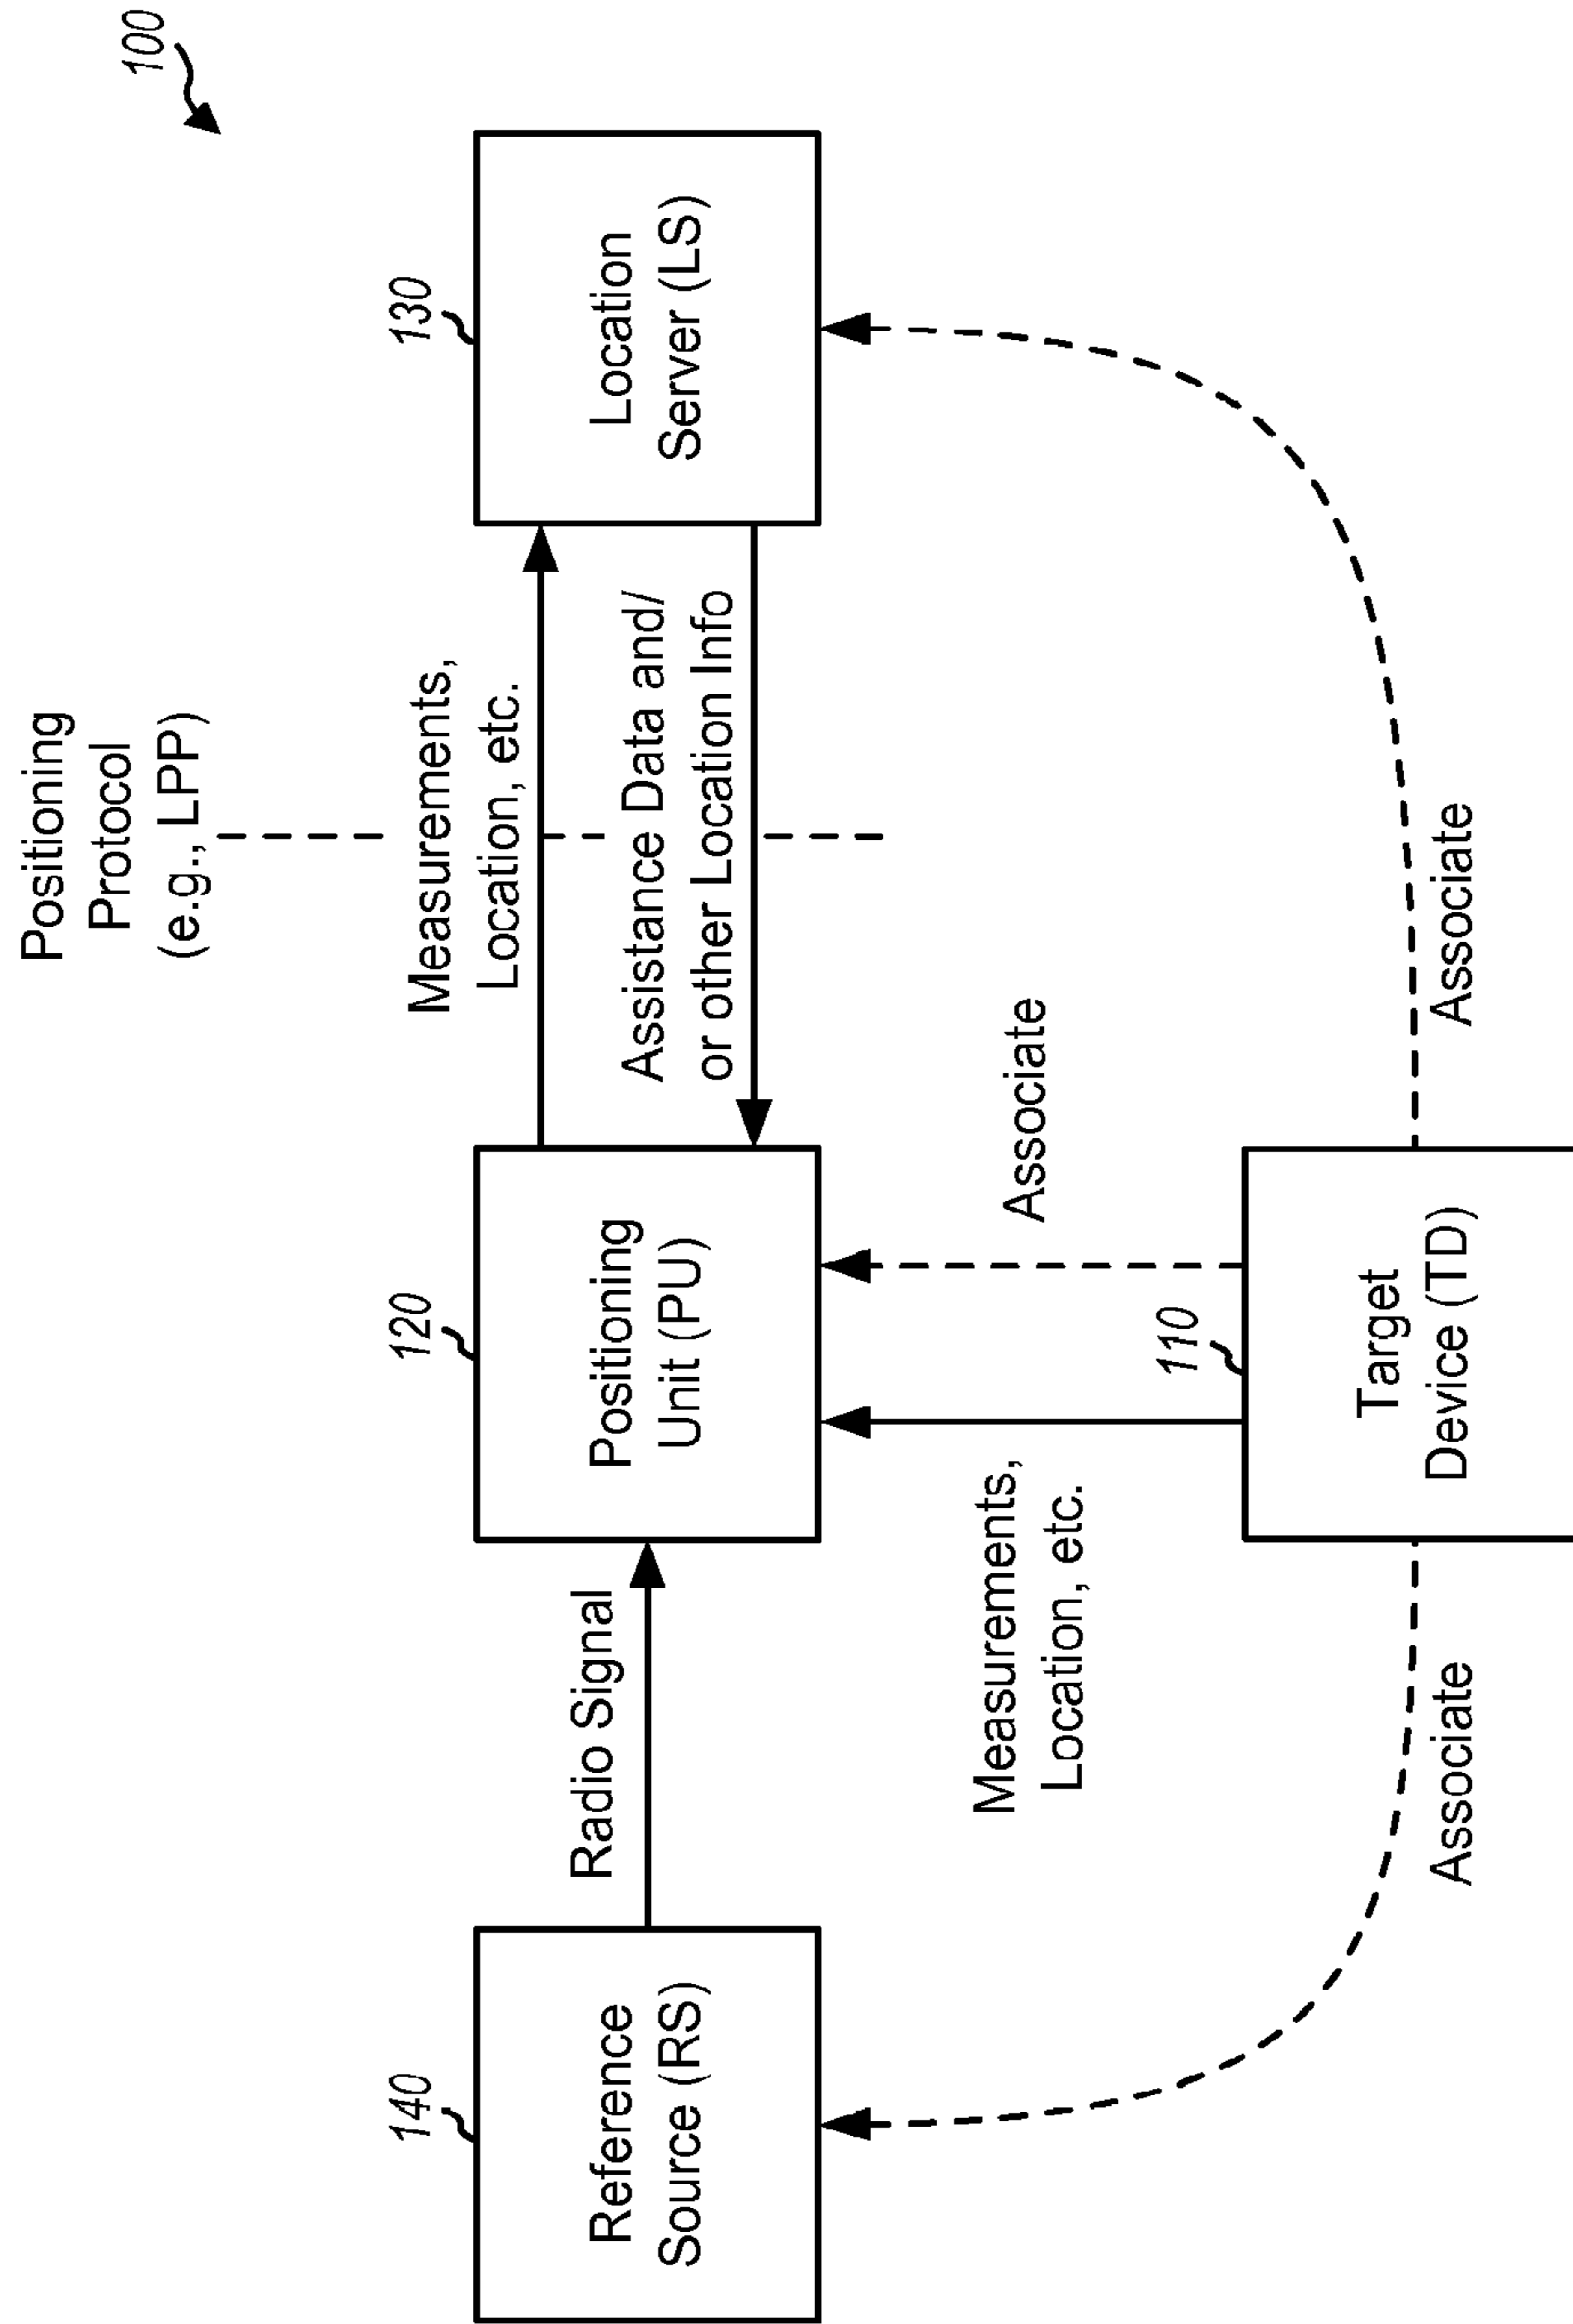 100
Positioning
Protocol
(e.g., LPP)
140
120
130
Reference
Source (RS)
Radio Signal
Positioning
Unit (PU)
Measurements,
Location, etc.
Assistance Data and/
or other Location Info
Location
Server (LS)
Measurements,
Location, etc.
Associate
110
Target
Device (TD)
Associate
Associate